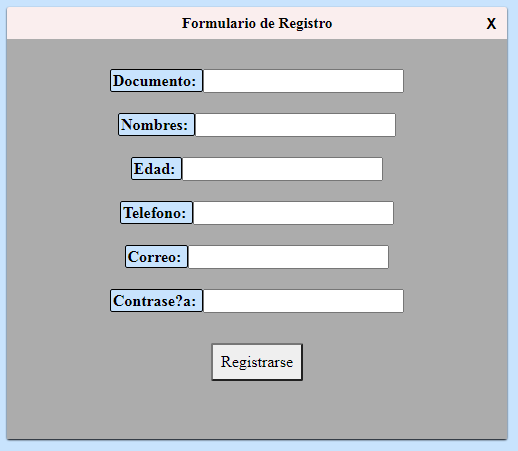 Formulario de Registro X
Documento:
Nombres:
Edad:
Telefono:
Correo:
Contrase?a:
Registrarse